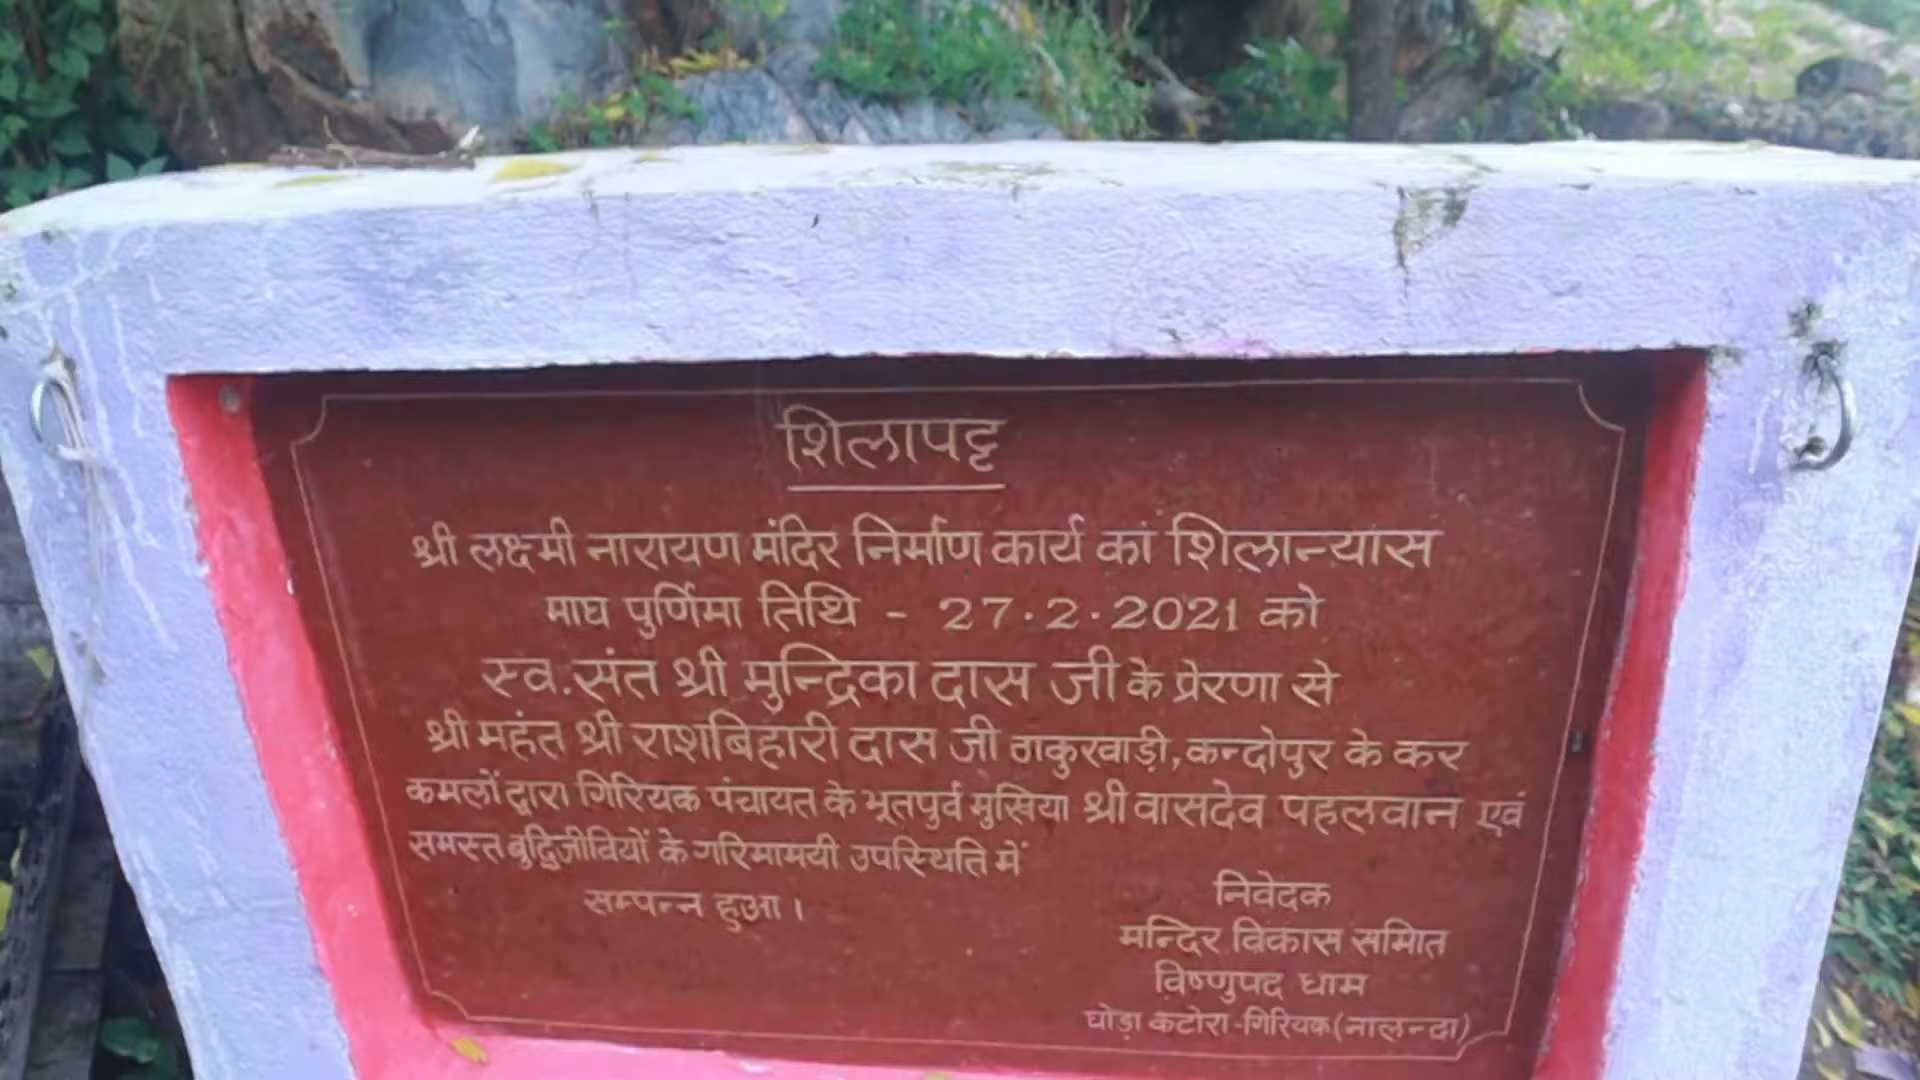 शिलापट्ट
श्री लक्ष्मी नारायण मंदिर निर्माण कार्य का शिलान्यास
माघ पुर्णिमा तिथि - 27.2.2021 को
स्व. संत श्री मुन्द्रिका दास जी के प्रेरणा से
श्री महंत श्री राशबिहारी दास जी ठाकुरवाड़ी, कन्दोपुर के कर
कमलों द्वारा गिरियक पंचायत के भूतपुर्व मुखिया श्री वासदेव पहलवान एवं
समस्त बुद्धिजीवियों के गरिमामयी उपस्थिति में
सम्पन्न हुआ।
निवेदक
मन्दिर विकास समिति
विष्णुपद धाम
घोड़ा कटोरा-गिरियक (नालन्दा)